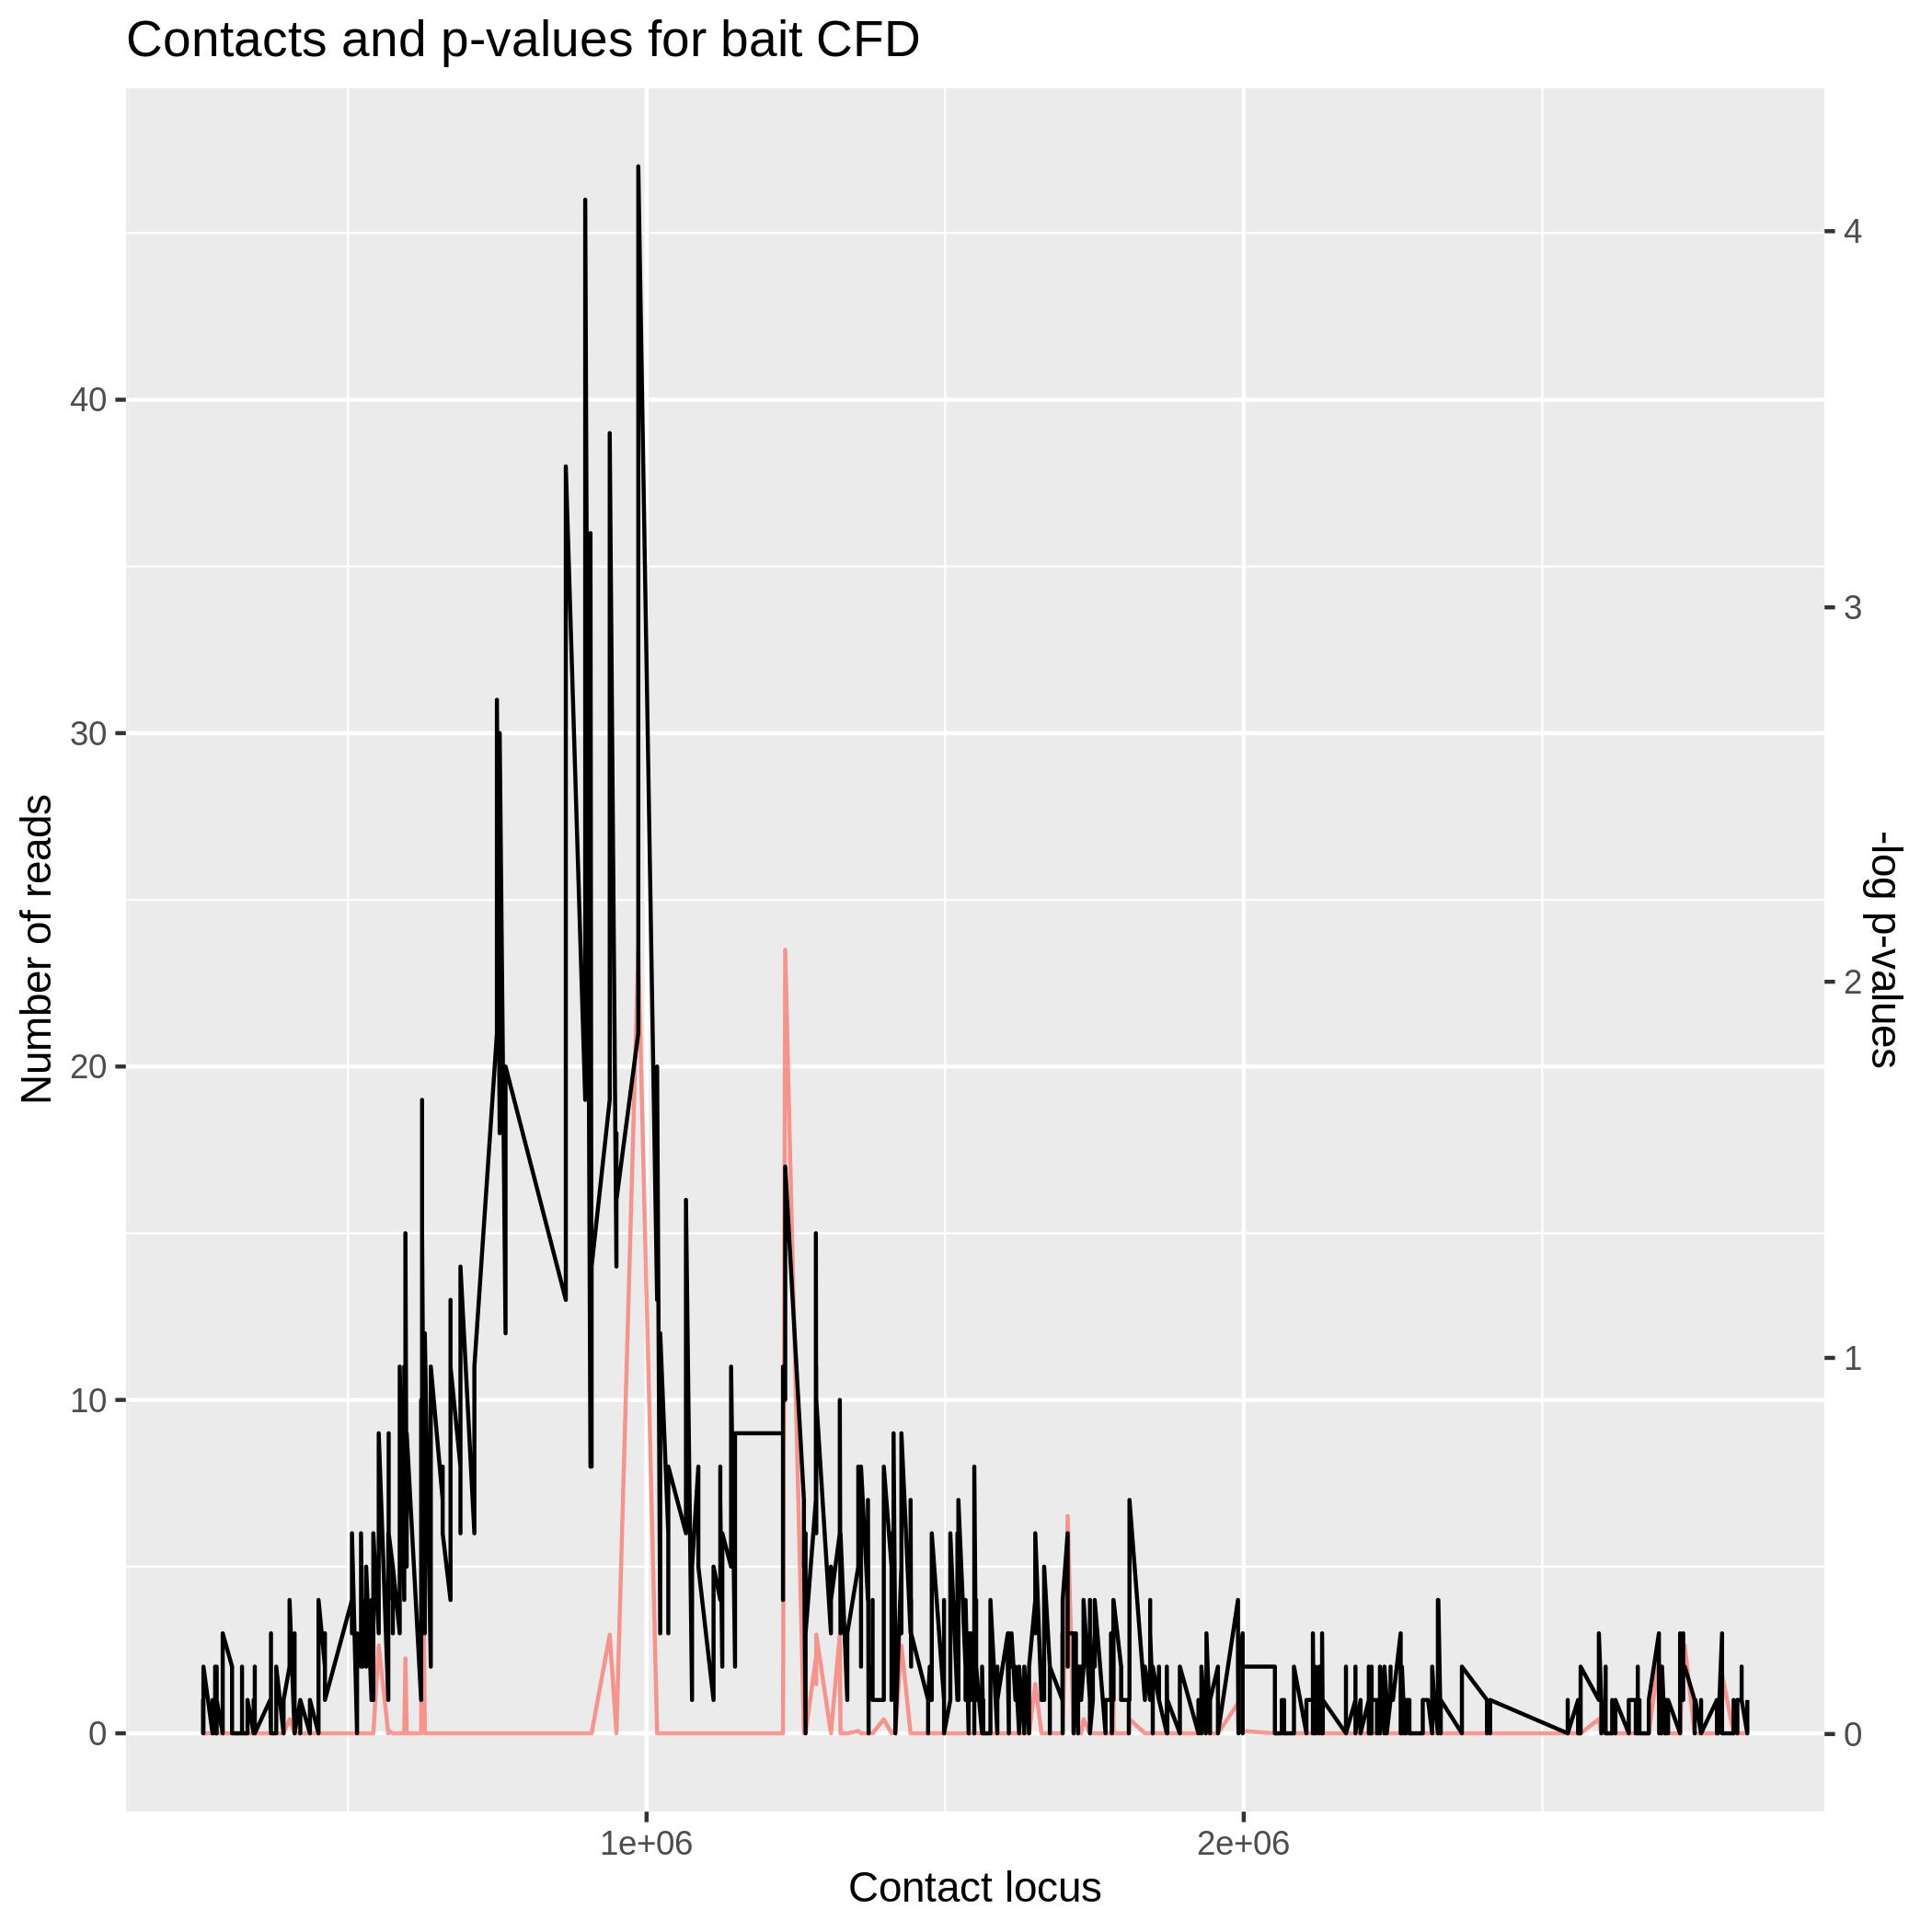 Contacts and p-values for bait CFD
Number of reads
40
30
20
10
0
4
3
2
1
0
-log p-values
1e+06
2e+06
Contact locus